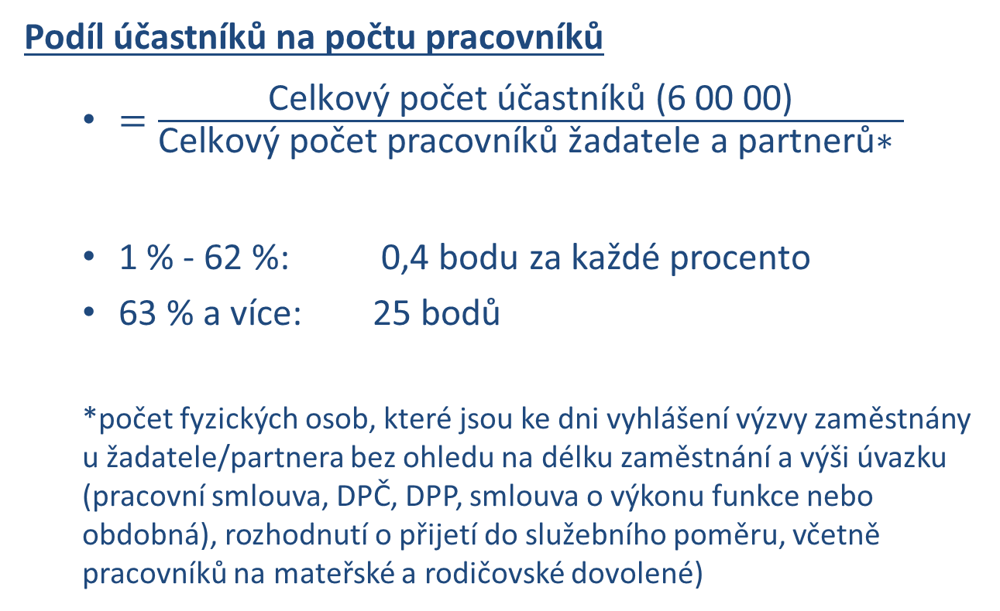 Podíl účastníků na počtu pracovníků
• = Celkový počet účastníků (6 00 00)
Celkový počet pracovníků žadatele a partnerů*
• 1 % - 62 %: 0,4 bodu za každé procento
• 63 % a více: 25 bodů
*počet fyzických osob, které jsou ke dni vyhlášení výzvy zaměstnány
u žadatele/partnera bez ohledu na délku zaměstnání a výši úvazku
(pracovní smlouva, DPČ, DPP, smlouva o výkonu funkce nebo
obdobná), rozhodnutí o přijetí do služebního poměru, včetně
pracovníků na mateřské a rodičovské dovolené)